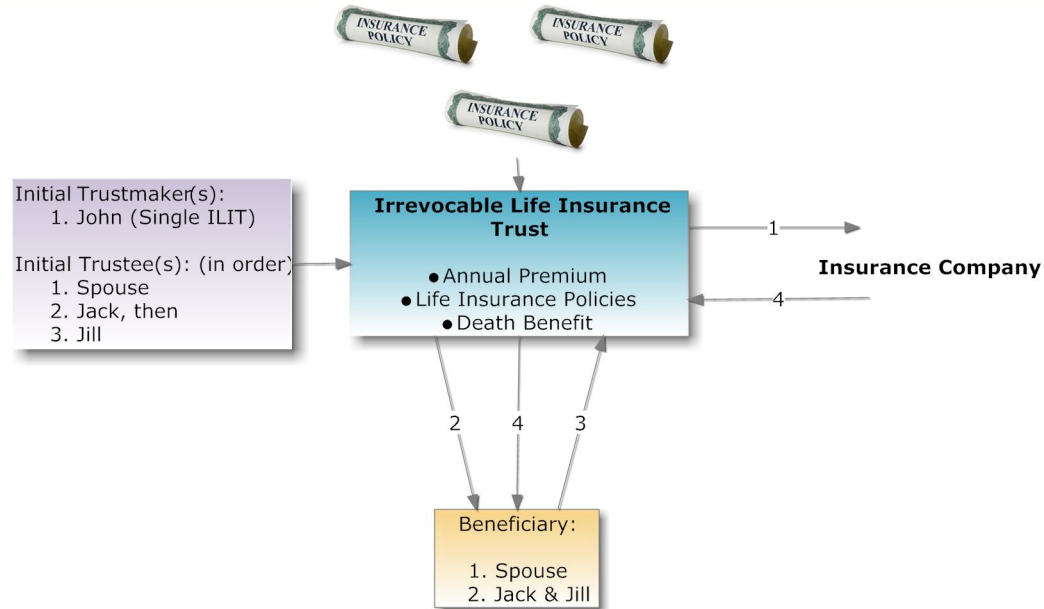 INSURANCE
POLICY
INSURANCE
POLICY
INSURANCE
POLICY
Initial Trustmaker(s):
1. John (Single ILIT)
Initial Trustee(s): (in order)
1. Spouse
2. Jack, then
3. Jill
Irrevocable Life Insurance
Trust
● Annual Premium
● Life Insurance Policies
● Death Benefit
1
Insurance Company
4
2
4
3
Beneficiary:
1. Spouse
2. Jack & Jill